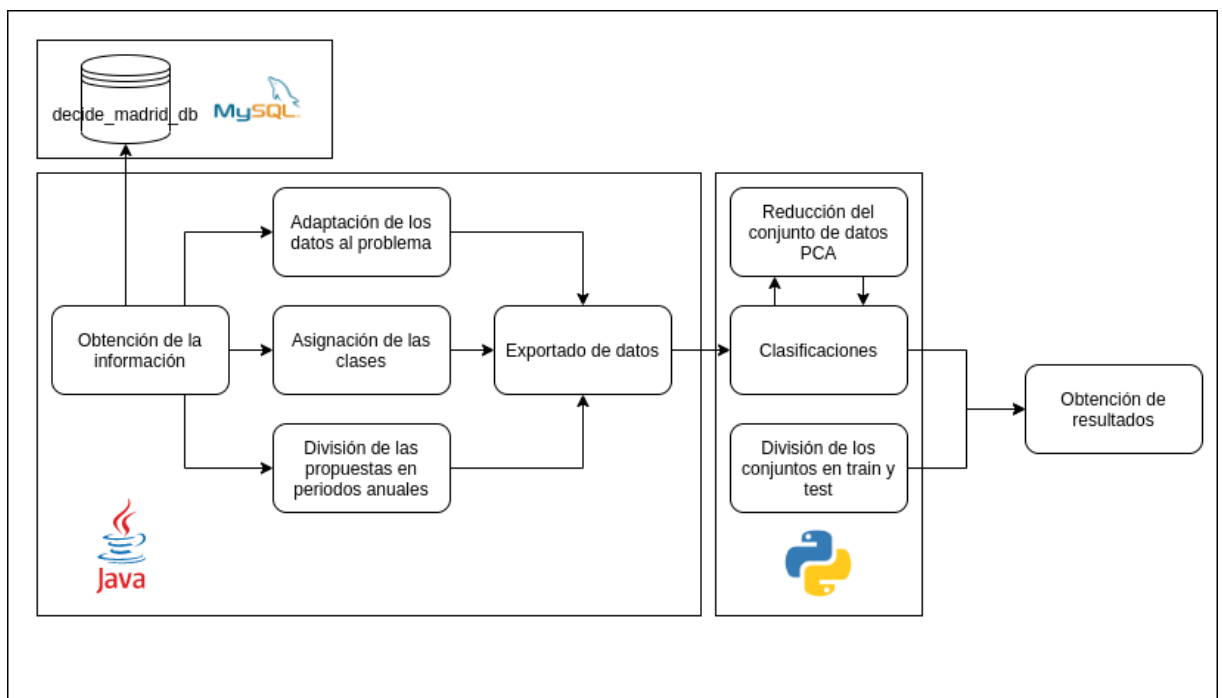 decide_madrid_db
MySQL
Adaptación de los
datos al problema
Reducción del
conjunto de datos
PCA
Obtención de la
información
Asignación de las
clases
Exportado de datos
Clasificaciones
Obtención de
resultados
División de las
propuestas en
periodos anuales
División de los
conjuntos en train y
test
Java